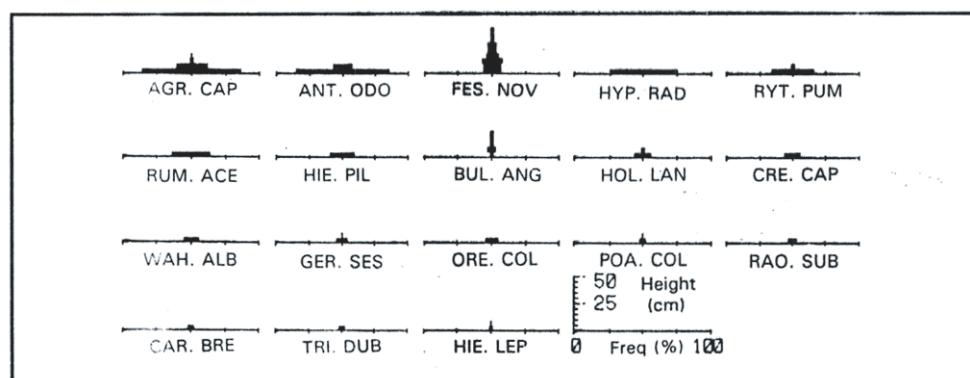 AGR. CAP ANT. ODO FES. NOV HYP. RAD RYT. PUM
RUM. ACE HIE. PIL BUL. ANG HOL. LAN CRE. CAP
WAH. ALB GER. SES ORE. COL POA. COL RAO. SUB
50 Height
25 (cm)
CAR. BRE TRI. DUB HIE. LEP 0 Freq (%) 100